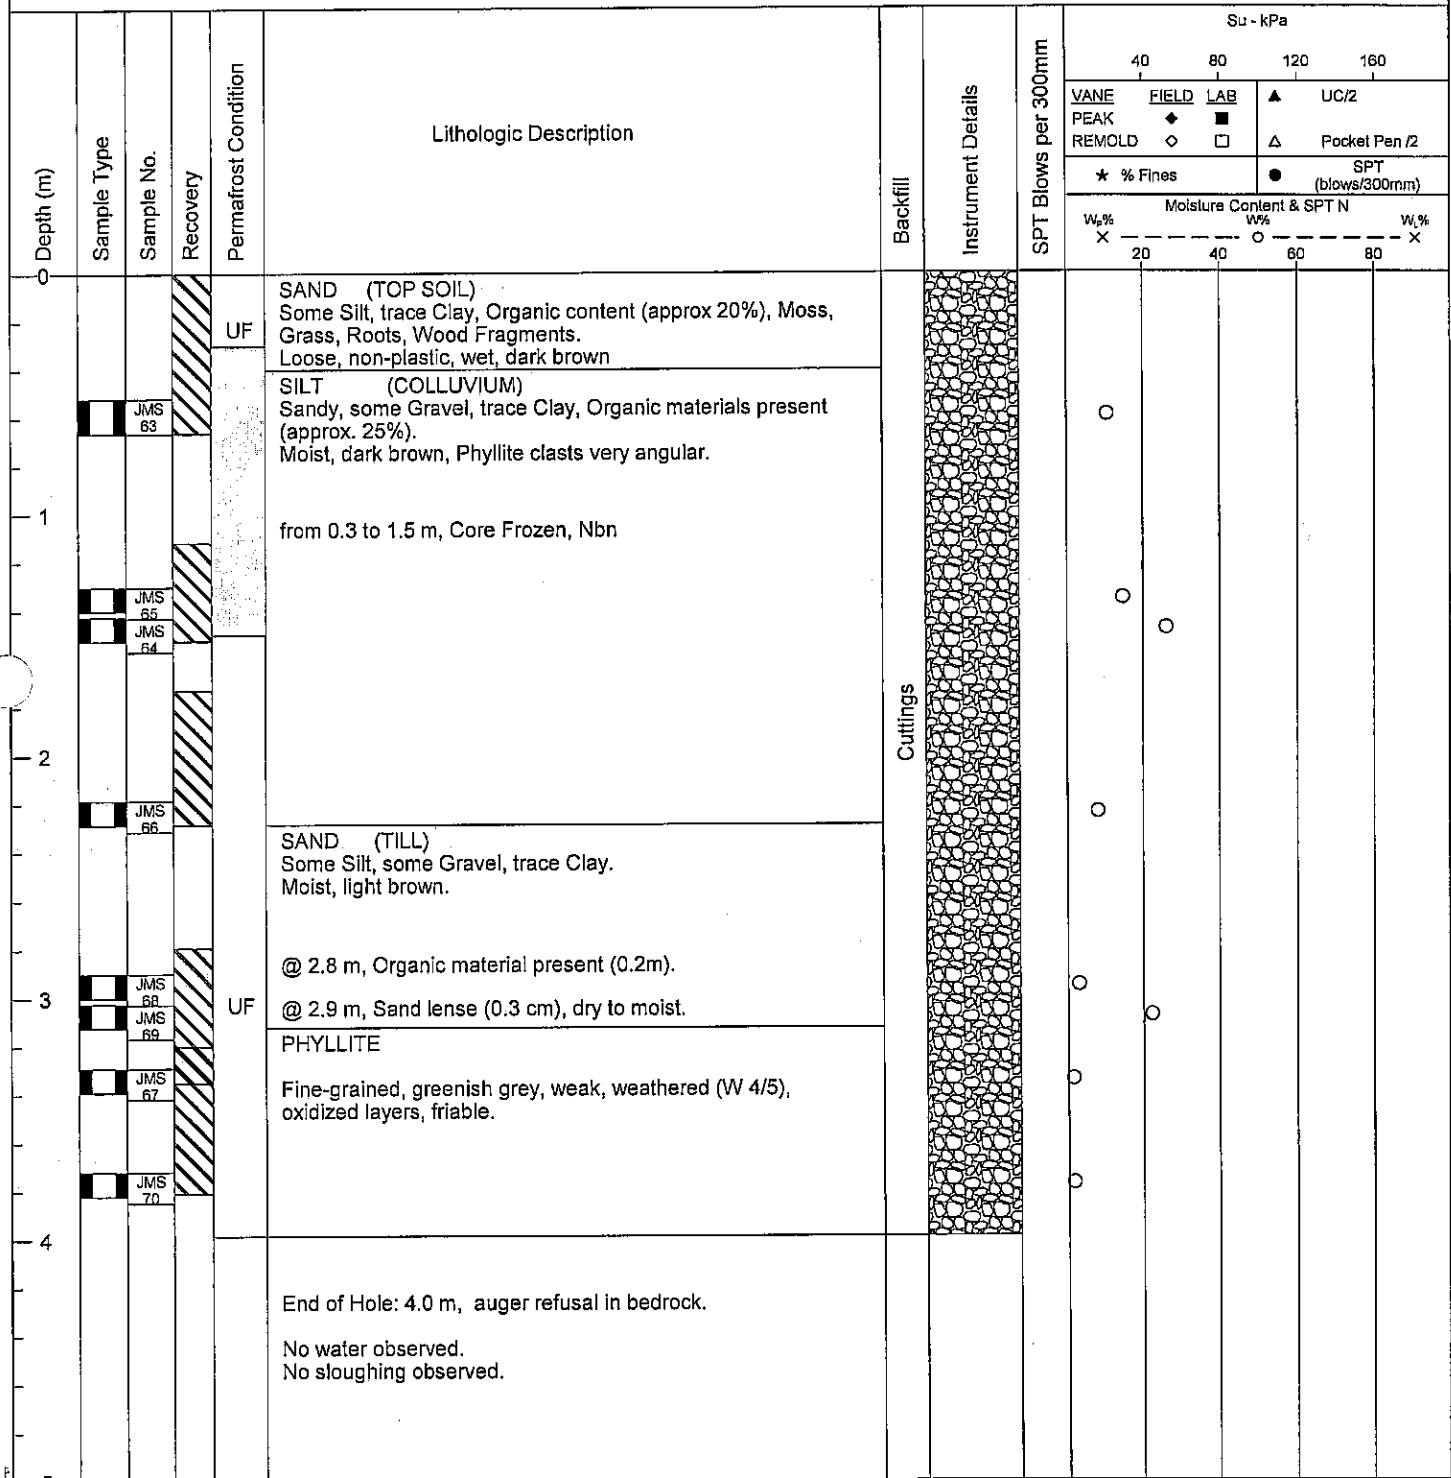 Su - kPa
40 80 120 160
Depth (m)
Sample Type
Sample No.
Recovery
Permafrost Condition
Lithologic Description
Backfill
Instrument Details
SPT Blows per 300mm
VANE FIELD LAB ▲ UC/2
PEAK ◆ ■
REMOLD ◇ □ △ Pocket Pen /2
★ % Fines ● SPT
(blows/300mm)
Moisture Content & SPT N
Wₚ% W% W_L%
× ○ ×
20 40 60 80
0
UF
SAND (TOP SOIL)
Some Silt, trace Clay, Organic content (approx 20%), Moss,
Grass, Roots, Wood Fragments.
Loose, non-plastic, wet, dark brown
SILT (COLLUVIUM)
Sandy, some Gravel, trace Clay, Organic materials present
(approx. 25%).
Moist, dark brown, Phyllite clasts very angular.
JMS
63
1
from 0.3 to 1.5 m, Core Frozen, Nbn
JMS
65
JMS
64
Cuttings
2
JMS
66
SAND (TILL)
Some Silt, some Gravel, trace Clay.
Moist, light brown.
@ 2.8 m, Organic material present (0.2m).
JMS
68
3
UF
@ 2.9 m, Sand lense (0.3 cm), dry to moist.
JMS
69
PHYLLITE
JMS
67
Fine-grained, greenish grey, weak, weathered (W 4/5),
oxidized layers, friable.
JMS
70
4
End of Hole: 4.0 m, auger refusal in bedrock.
No water observed.
No sloughing observed.